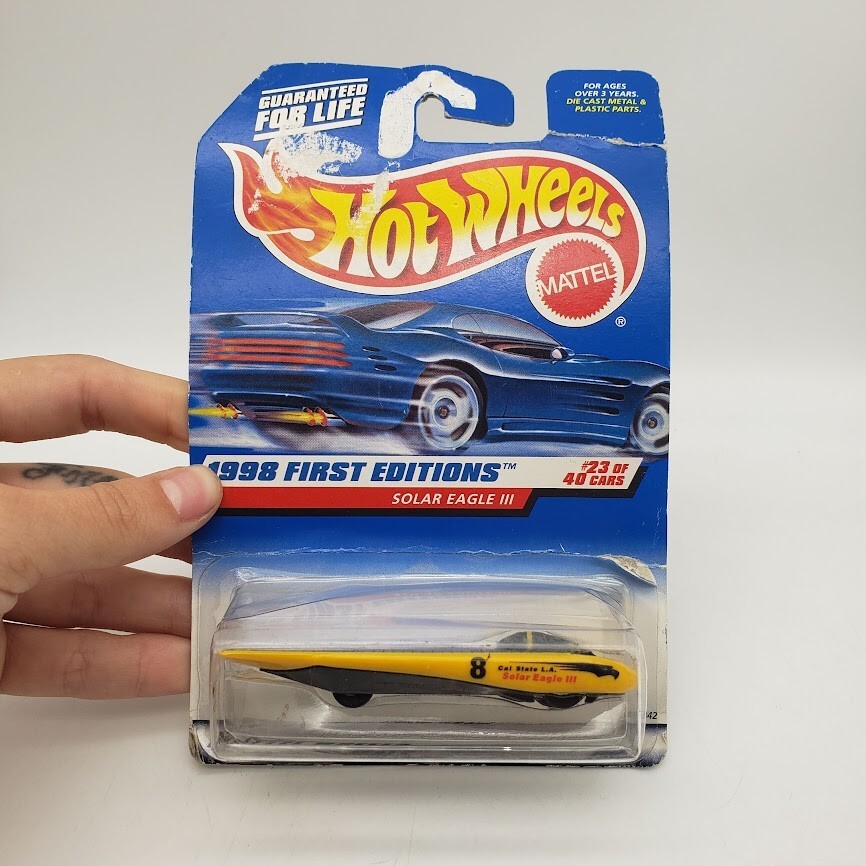 GUARANTEED
FOR LIFE
FOR AGES
OVER 3 YEARS.
DIE CAST METAL &
PLASTIC PARTS.
HOT WHEELS
MATTEL
®
1998 FIRST EDITIONS™
#23 OF
40 CARS
SOLAR EAGLE III
8
Cal State L.A.
Solar Eagle III